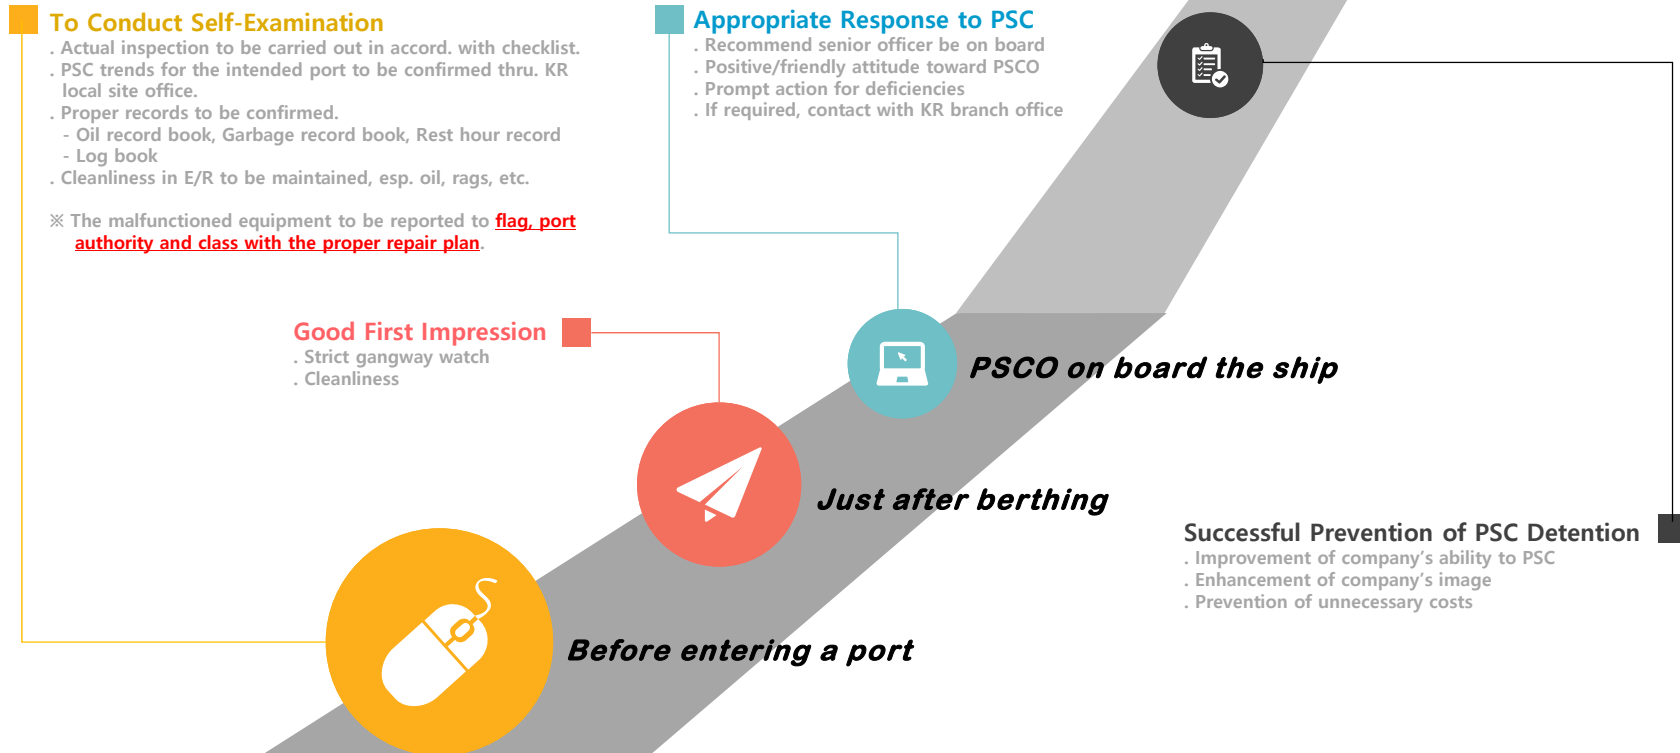 To Conduct Self-Examination
. Actual inspection to be carried out in accord. with checklist.
. PSC trends for the intended port to be confirmed thru. KR
local site office.
. Proper records to be confirmed.
- Oil record book, Garbage record book, Rest hour record
- Log book
. Cleanliness in E/R to be maintained, esp. oil, rags, etc.
※ The malfunctioned equipment to be reported to flag, port
authority and class with the proper repair plan.
Appropriate Response to PSC
. Recommend senior officer be on board
. Positive/friendly attitude toward PSCO
. Prompt action for deficiencies
. If required, contact with KR branch office
Good First Impression
. Strict gangway watch
. Cleanliness
PSCO on board the ship
Just after berthing
Before entering a port
Successful Prevention of PSC Detention
. Improvement of company's ability to PSC
. Enhancement of company's image
. Prevention of unnecessary costs